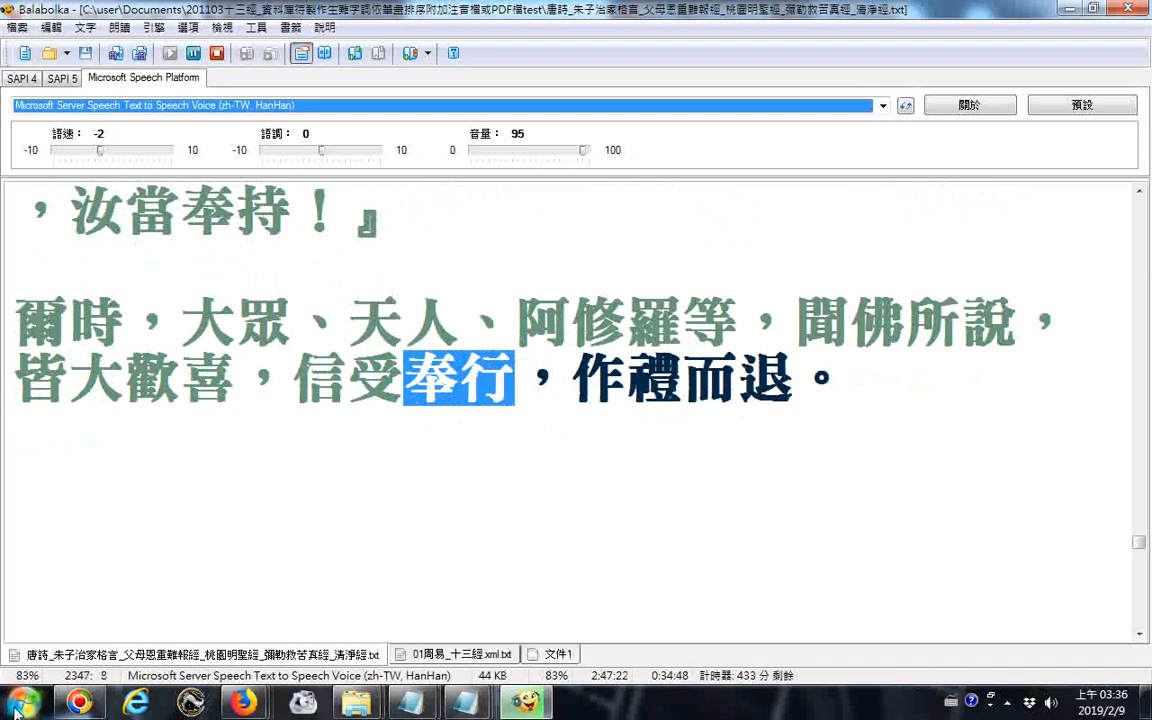 Balabolka - [C:\user\Documents\201103十三經_資料庫待製作生難字詞依筆畫排序附加注音檔或PDF檔test\唐詩_朱子治家格言_父母恩重難報經_桃園明聖經_彌勒救苦真經_清淨經.txt]
檔案 編輯 文字 朗讀 引擎 選項 檢視 工具 書籤 說明
SAPI 4 SAPI 5 Microsoft Speech Platform
Microsoft Server Speech Text to Speech Voice (zh-TW, HanHan) 關於 預設
語速： -2 語調： 0 音量： 95
-10 10 -10 10 0 100
，汝當奉持！』
爾時，大眾、天人、阿修羅等，聞佛所說，
皆大歡喜，信受奉行，作禮而退。
唐詩_朱子治家格言_父母恩重難報經_桃園明聖經_彌勒救苦真經_清淨經.txt 01周易_十三經.xml.txt 文件1
83% 2347: 8 Microsoft Server Speech Text to Speech Voice (zh-TW, HanHan) 44 KB 83% 2:47:22 0:34:48 計時器: 433 分 剩餘
上午 03:36
2019/2/9